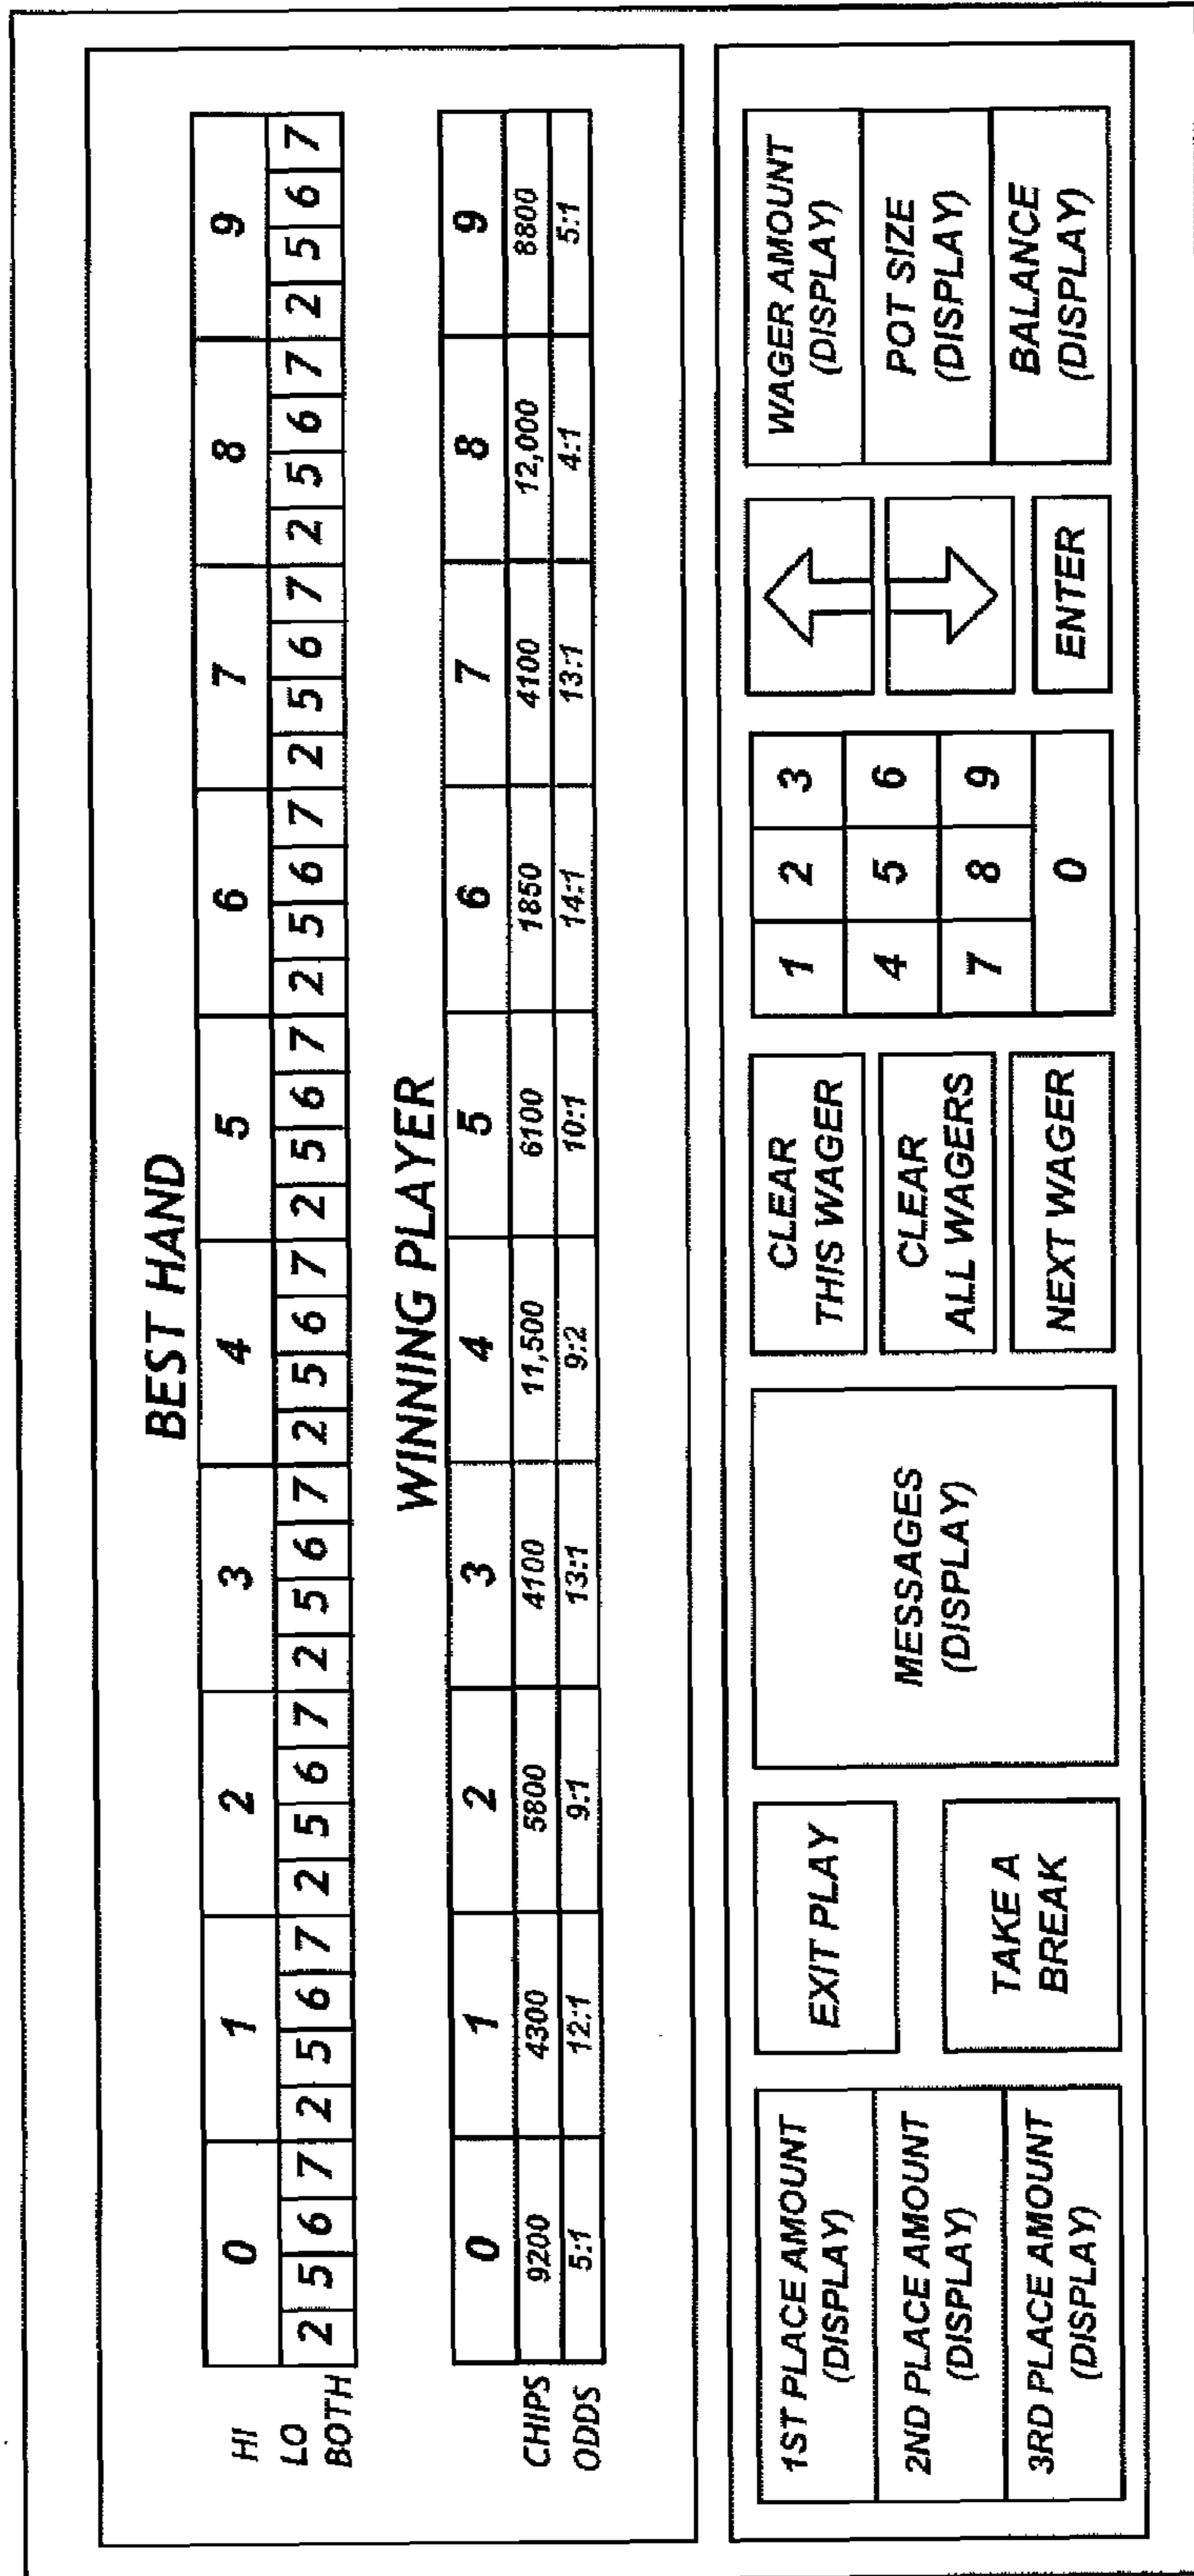 BEST HAND
HI 0 1 2 3 4 5 6 7 8 9
LO 2 5 6 7 2 5 6 7 2 5 6 7 2 5 6 7 2 5 6 7 2 5 6 7 2 5 6 7 2 5 6 7 2 5 6 7 2 5 6 7
BOTH
WINNING PLAYER
0 1 2 3 4 5 6 7 8 9
CHIPS 9200 4300 5800 4100 11,500 6100 1850 4100 12,000 8800
ODDS 5:1 12:1 9:1 13:1 9:2 10:1 14:1 13:1 4:1 5:1
1ST PLACE AMOUNT
(DISPLAY)
2ND PLACE AMOUNT
(DISPLAY)
3RD PLACE AMOUNT
(DISPLAY)
EXIT PLAY
TAKE A
BREAK
MESSAGES
(DISPLAY)
CLEAR
THIS WAGER
CLEAR
ALL WAGERS
NEXT WAGER
1 2 3
4 5 6
7 8 9
0
ENTER
WAGER AMOUNT
(DISPLAY)
POT SIZE
(DISPLAY)
BALANCE
(DISPLAY)